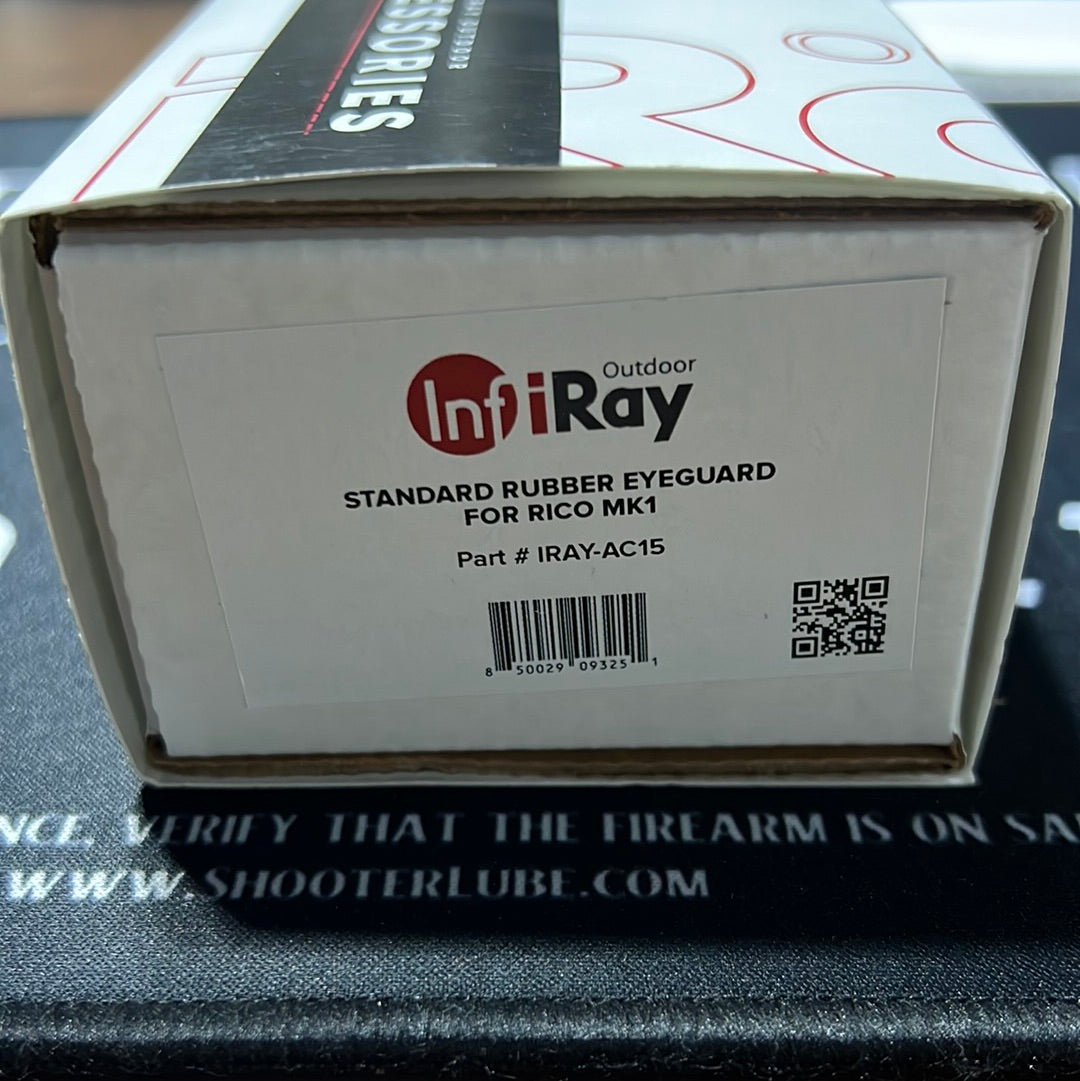 OUTDOOR
ESSORIES
Outdoor
InfiRay
STANDARD RUBBER EYEGUARD
FOR RICO MK1
Part # IRAY-AC15
8 50029 09325 1
NCE, VERIFY THAT THE FIREARM IS ON SA
WWW.SHOOTERLUBE.COM